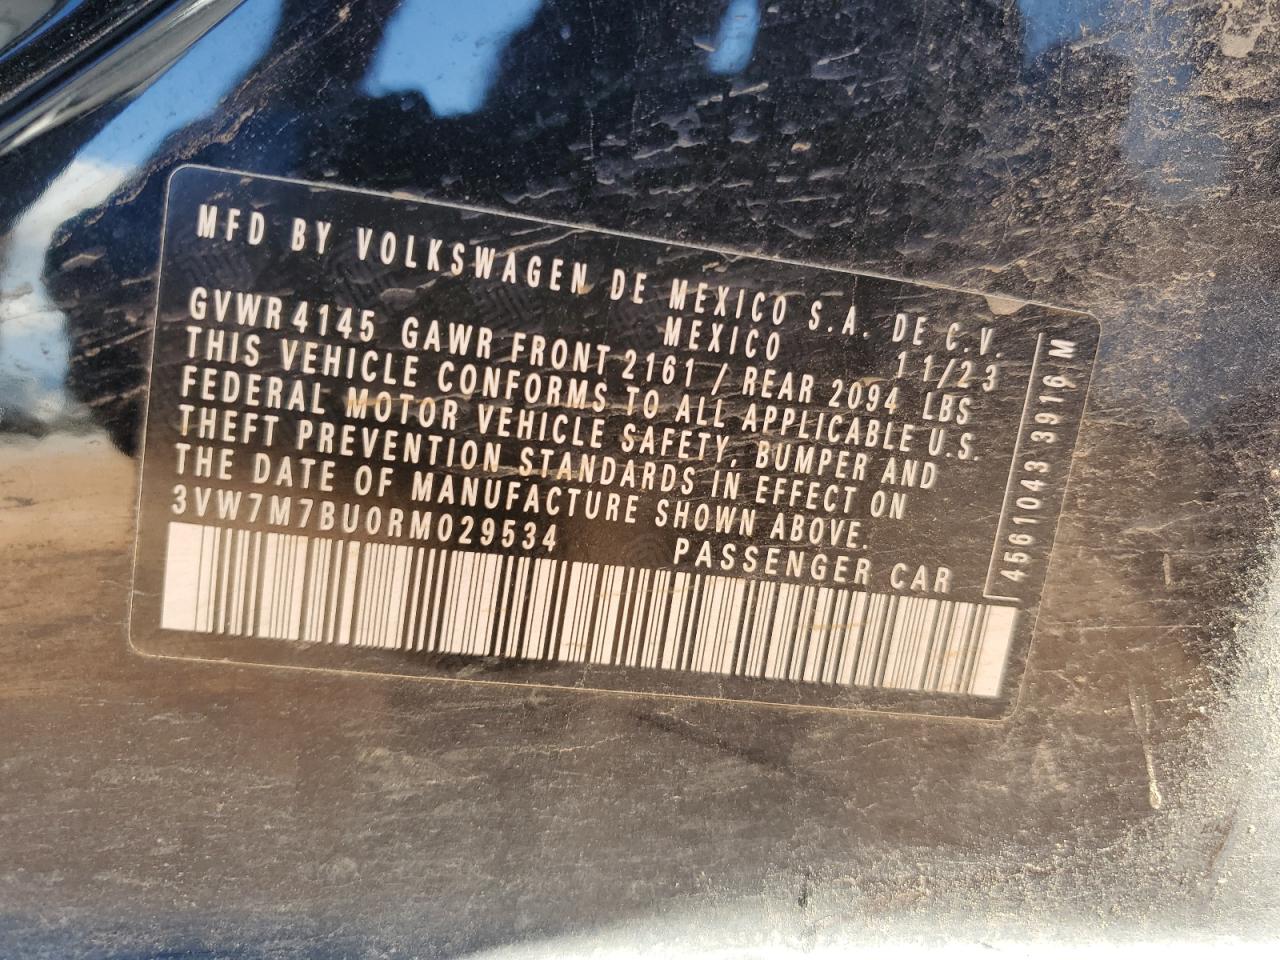 MFD BY VOLKSWAGEN DE MEXICO S.A. DE C.V.
MEXICO 11/23
GVWR 4145 GAWR FRONT 2161 / REAR 2094 LBS
THIS VEHICLE CONFORMS TO ALL APPLICABLE U.S.
FEDERAL MOTOR VEHICLE SAFETY, BUMPER AND
THEFT PREVENTION STANDARDS IN EFFECT ON
THE DATE OF MANUFACTURE SHOWN ABOVE.
3VW7M7BU0RM029534 PASSENGER CAR
4561043 3916 M